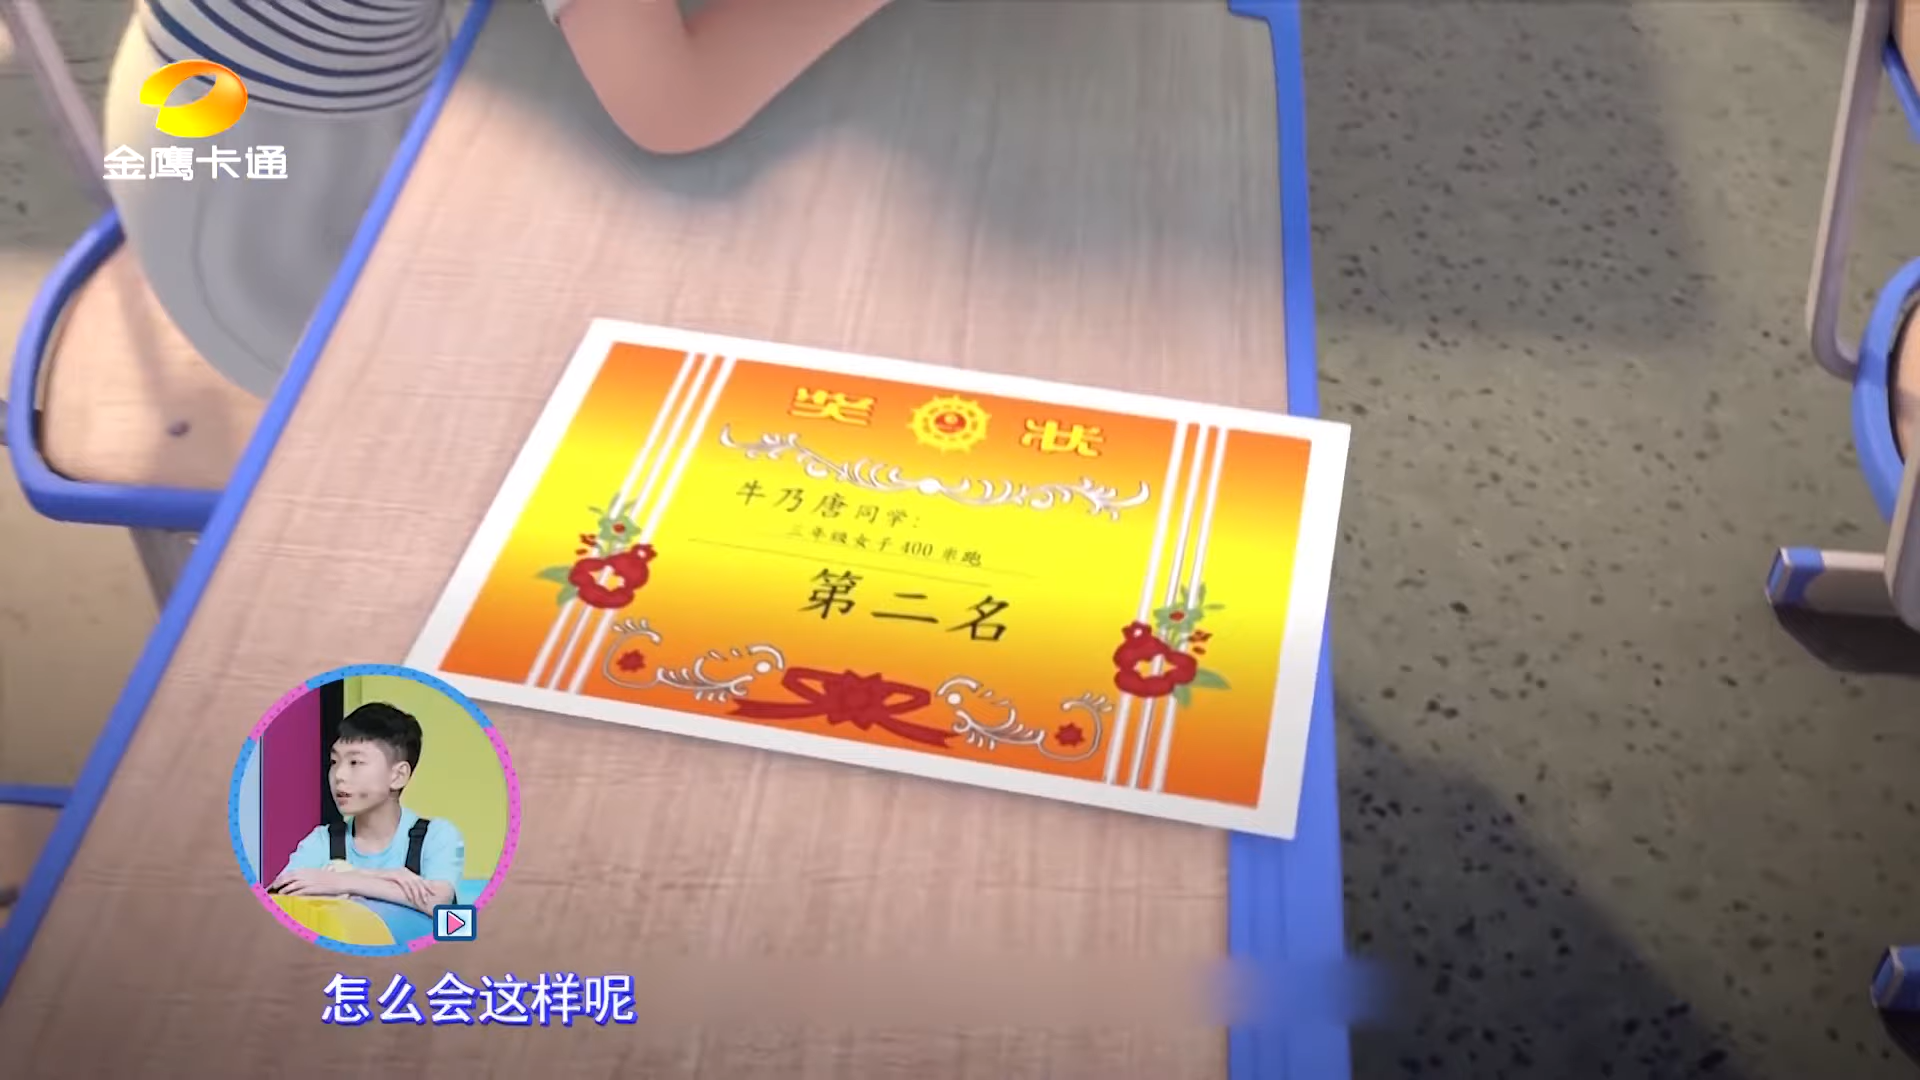 金鹰卡通
奖 状
牛乃唐同学:
三年级女子400米跑
第二名
怎么会这样呢